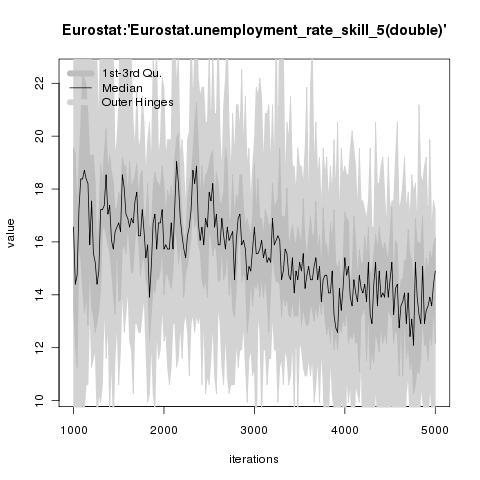 Eurostat:'Eurostat.unemployment_rate_skill_5(double)'
1st-3rd Qu.
Median
Outer Hinges
value
22
20
18
16
14
12
10
1000 2000 3000 4000 5000
iterations